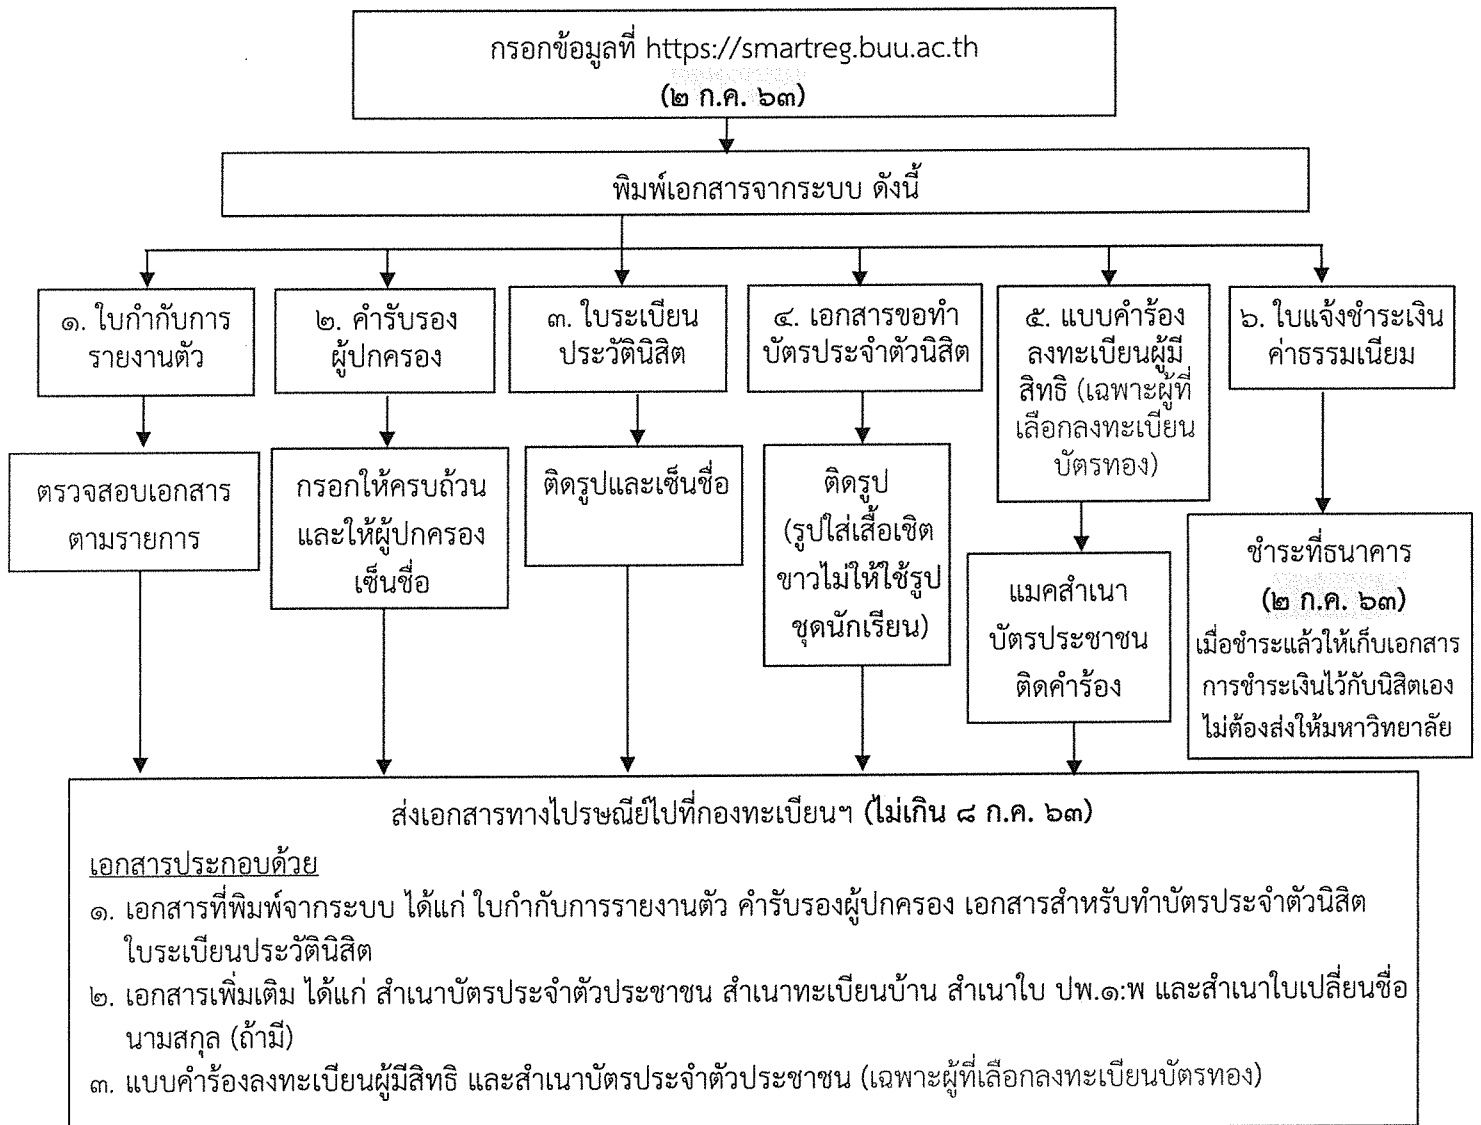 กรอกข้อมูลที่ https://smartreg.buu.ac.th
(๒ ก.ค. ๖๓)
พิมพ์เอกสารจากระบบ ดังนี้
๑. ใบกำกับการ
รายงานตัว
๒. คำรับรอง
ผู้ปกครอง
๓. ใบระเบียน
ประวัตินิสิต
๔. เอกสารขอทำ
บัตรประจำตัวนิสิต
๕. แบบคำร้อง
ลงทะเบียนผู้มี
สิทธิ (เฉพาะผู้ที่
เลือกลงทะเบียน
บัตรทอง)
๖. ใบแจ้งชำระเงิน
ค่าธรรมเนียม
ตรวจสอบเอกสาร
ตามรายการ
กรอกให้ครบถ้วน
และให้ผู้ปกครอง
เซ็นชื่อ
ติดรูปและเซ็นชื่อ
ติดรูป
(รูปใส่เสื้อเชิต
ขาวไม่ให้ใช้รูป
ชุดนักเรียน)
แมคสำเนา
บัตรประชาชน
ติดคำร้อง
ชำระที่ธนาคาร
(๒ ก.ค. ๖๓)
เมื่อชำระแล้วให้เก็บเอกสาร
การชำระเงินไว้กับนิสิตเอง
ไม่ต้องส่งให้มหาวิทยาลัย
ส่งเอกสารทางไปรษณีย์ไปที่กองทะเบียนฯ (ไม่เกิน ๘ ก.ค. ๖๓)
เอกสารประกอบด้วย
๑. เอกสารที่พิมพ์จากระบบ ได้แก่ ใบกำกับการรายงานตัว คำรับรองผู้ปกครอง เอกสารสำหรับทำบัตรประจำตัวนิสิต
ใบระเบียนประวัตินิสิต
๒. เอกสารเพิ่มเติม ได้แก่ สำเนาบัตรประจำตัวประชาชน สำเนาทะเบียนบ้าน สำเนาใบ ปพ.๑:พ และสำเนาใบเปลี่ยนชื่อ
นามสกุล (ถ้ามี)
๓. แบบคำร้องลงทะเบียนผู้มีสิทธิ และสำเนาบัตรประจำตัวประชาชน (เฉพาะผู้ที่เลือกลงทะเบียนบัตรทอง)